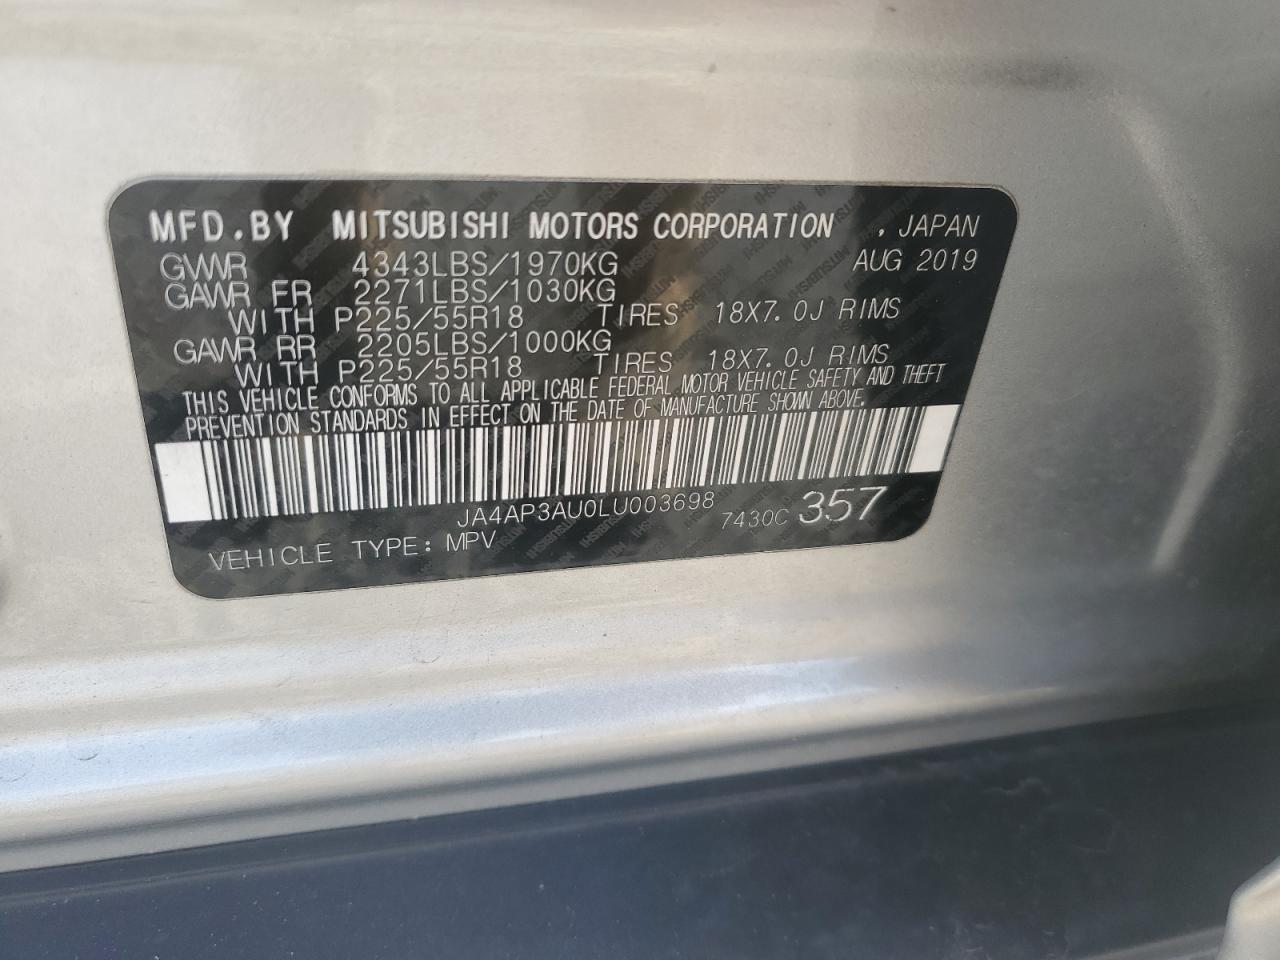 MFD.BY MITSUBISHI MOTORS CORPORATION , JAPAN
GVWR 4343LBS/1970KG AUG 2019
GAWR FR 2271LBS/1030KG
WITH P225/55R18 TIRES 18X7.0J RIMS
GAWR RR 2205LBS/1000KG
WITH P225/55R18 TIRES 18X7.0J RIMS
THIS VEHICLE CONFORMS TO ALL APPLICABLE FEDERAL MOTOR VEHICLE SAFETY AND THEFT
PREVENTION STANDARDS IN EFFECT ON THE DATE OF MANUFACTURE SHOWN ABOVE.
JA4AP3AU0LU003698 7430C 357
VEHICLE TYPE: MPV